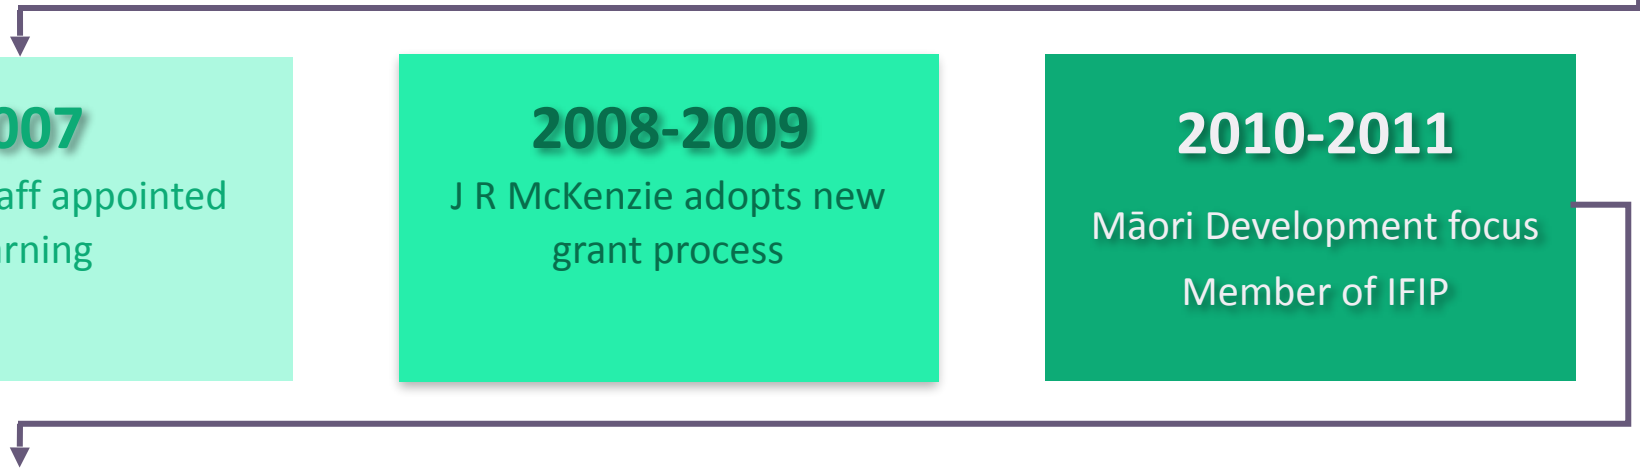 007
aff appointed
rning
2008-2009
J R McKenzie adopts new
grant process
2010-2011
Māori Development focus
Member of IFIP